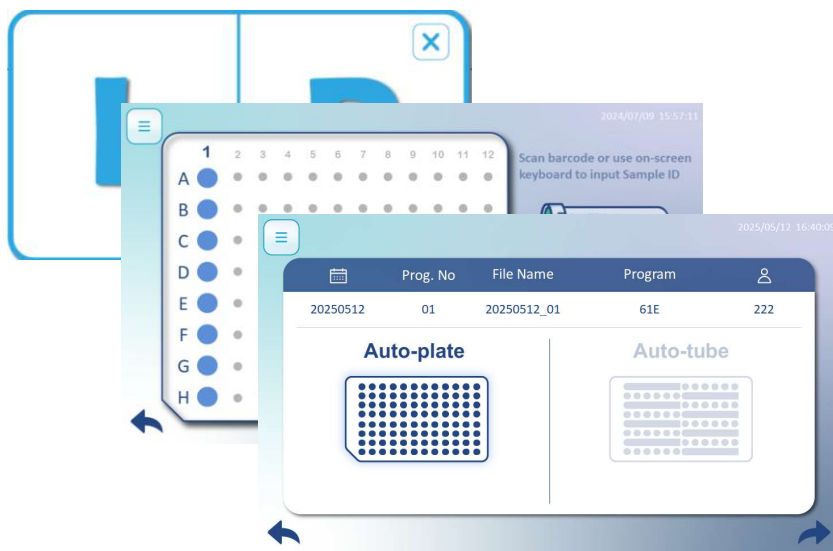 2024/07/09 15:57:11
1 2 3 4 5 6 7 8 9 10 11 12
Scan barcode or use on-screen
keyboard to input Sample ID
A
B
C
D
E
F
G
H
2025/05/12 16:40:09
Prog. No File Name Program
20250512 01 20250512_01 61E 222
Auto-plate Auto-tube